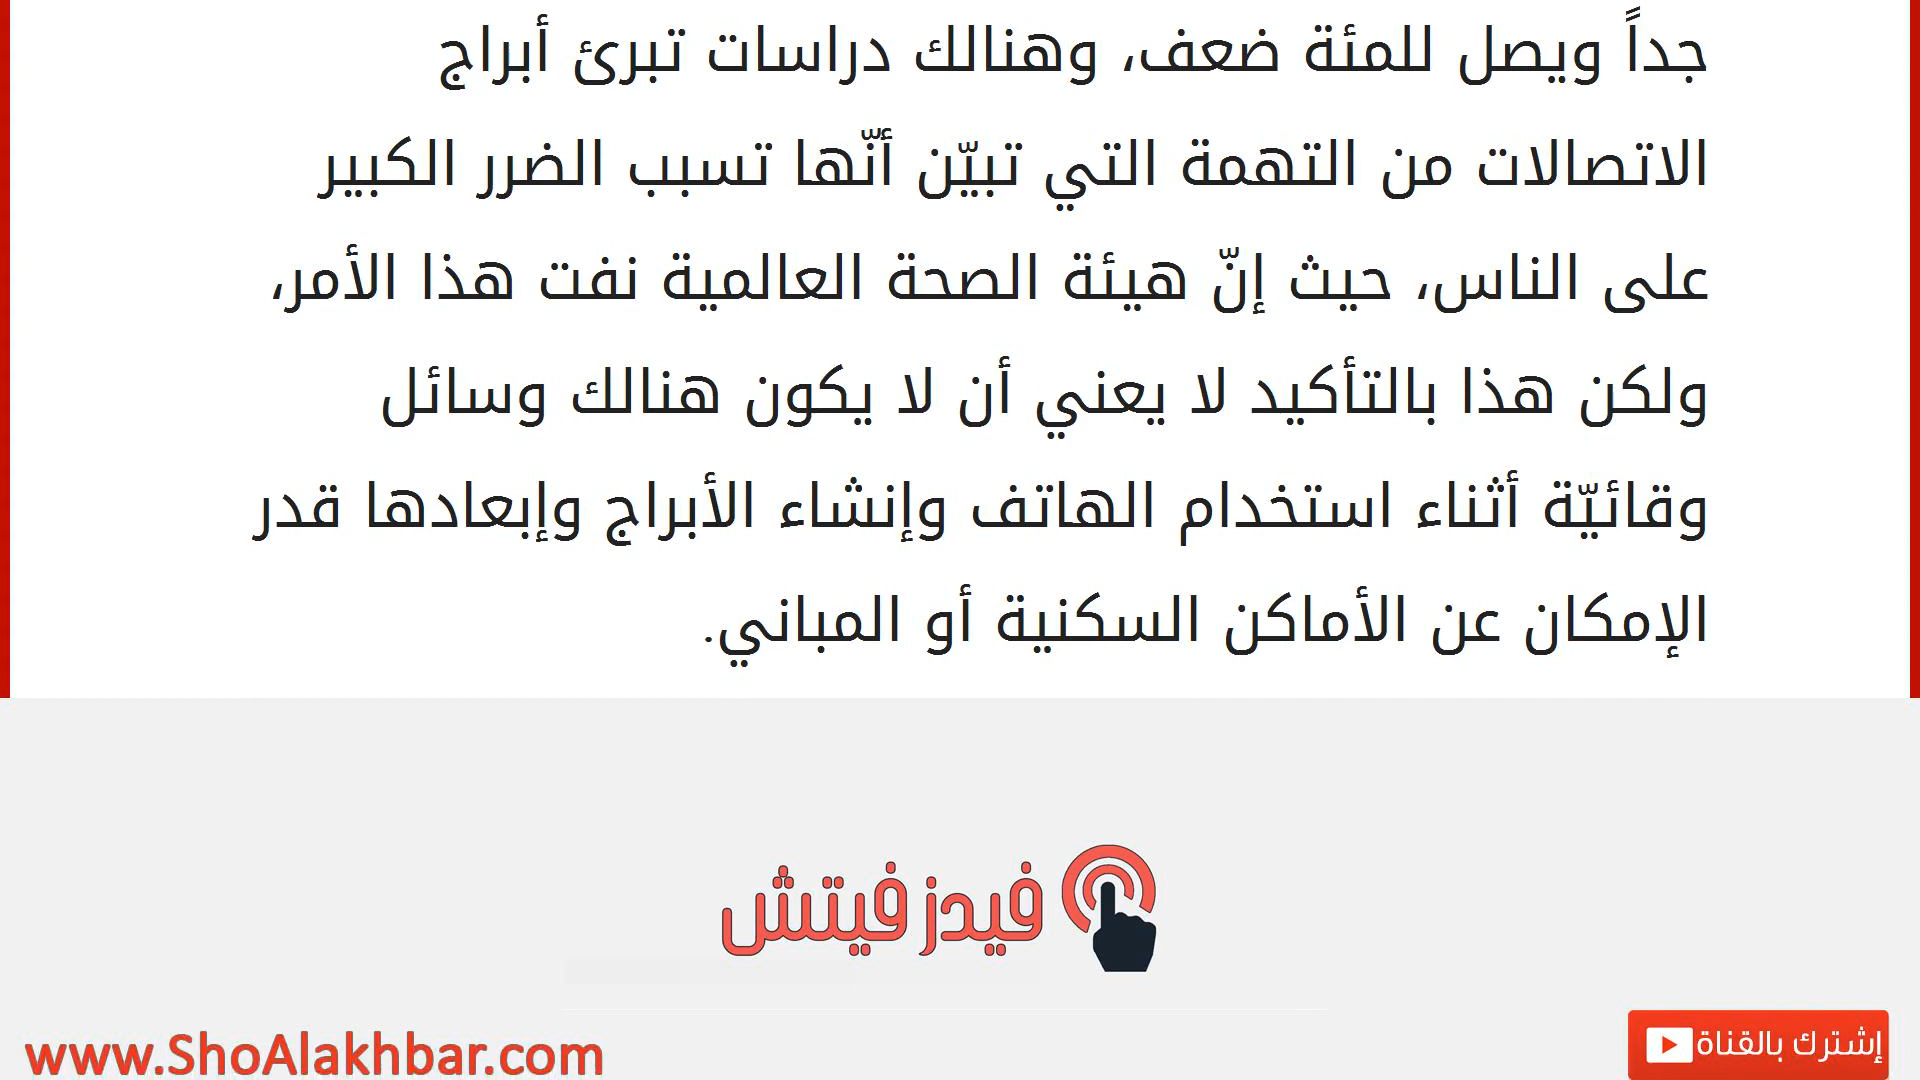 جداً ويصل للمئة ضعف، وهنالك دراسات تبرئ أبراج
الاتصالات من التهمة التي تبيّن أنّها تسبب الضرر الكبير
على الناس، حيث إنّ هيئة الصحة العالمية نفت هذا الأمر،
ولكن هذا بالتأكيد لا يعني أن لا يكون هنالك وسائل
وقائيّة أثناء استخدام الهاتف وإنشاء الأبراج وإبعادها قدر
الإمكان عن الأماكن السكنية أو المباني.
فيدز فيتش
إشترك بالقناة
www.ShoAlakhbar.com